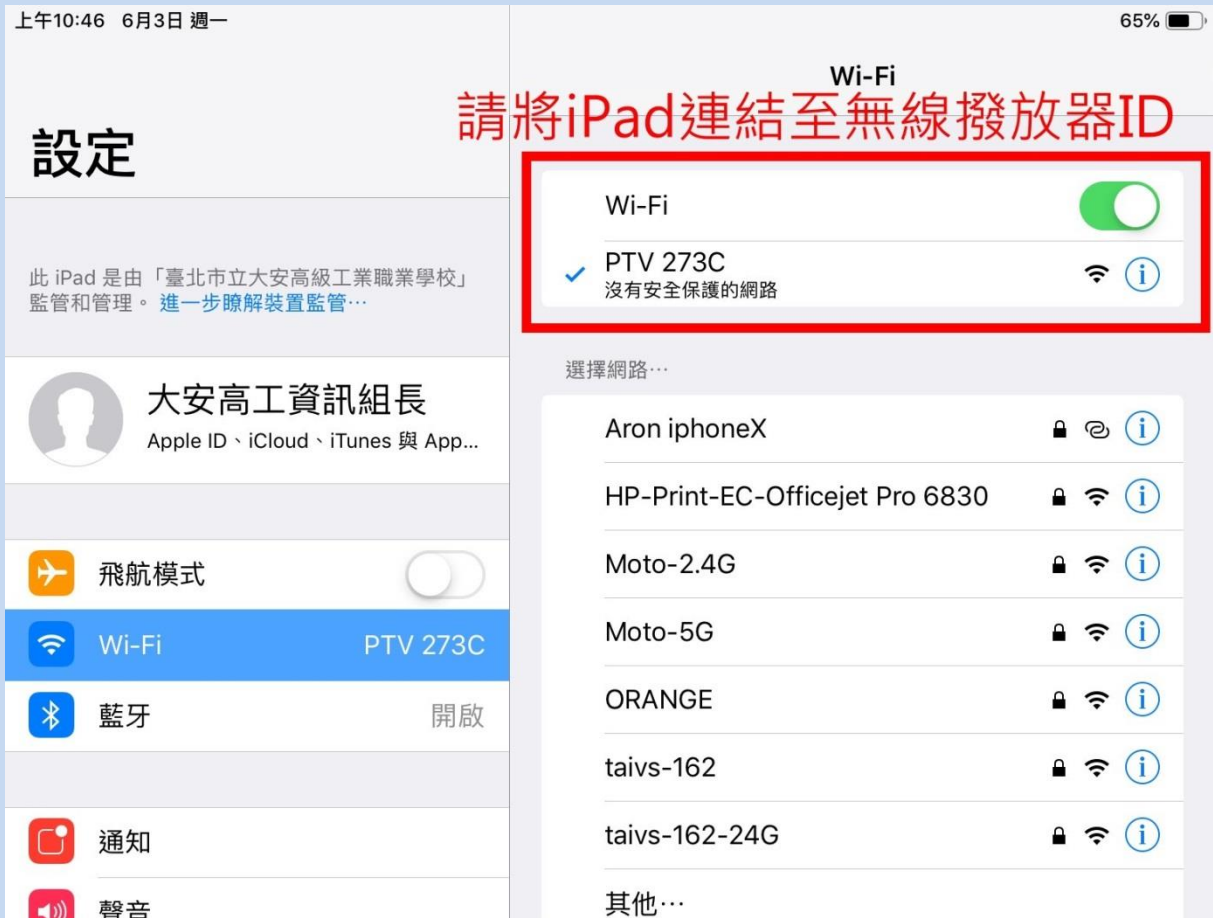 上午10:46 6月3日 週一
65%
Wi-Fi
請將iPad連結至無線撥放器ID
設定
此 iPad 是由「臺北市立大安高級工業職業學校」
監管和管理。 進一步瞭解裝置監管⋯
大安高工資訊組長
Apple ID、iCloud、iTunes 與 App...
飛航模式
Wi-Fi PTV 273C
藍牙 開啟
通知
聲音
Wi-Fi
PTV 273C
沒有安全保護的網路
選擇網路⋯
Aron iphoneX
HP-Print-EC-Officejet Pro 6830
Moto-2.4G
Moto-5G
ORANGE
taivs-162
taivs-162-24G
其他⋯